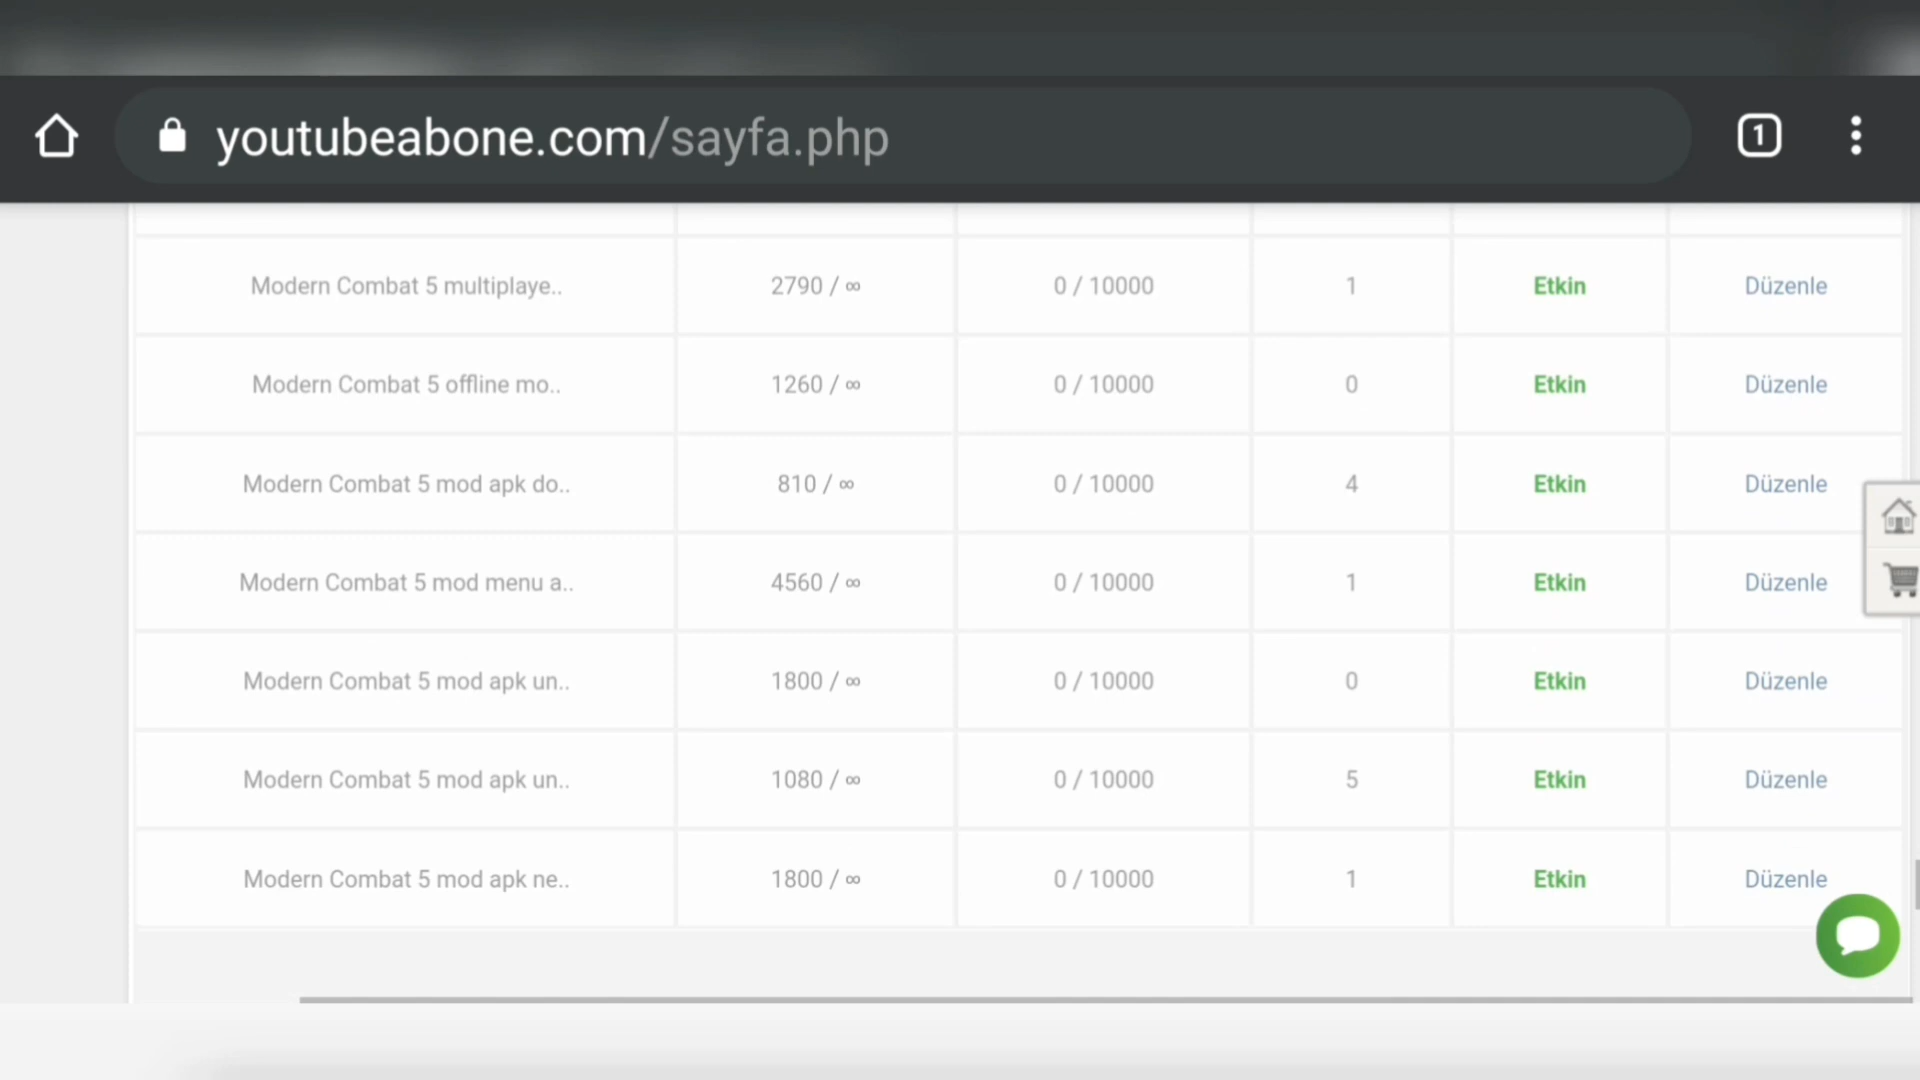 youtubeabone.com/sayfa.php
1
Modern Combat 5 multiplaye.. 2790 / ∞ 0 / 10000 1 Etkin Düzenle
Modern Combat 5 offline mo.. 1260 / ∞ 0 / 10000 0 Etkin Düzenle
Modern Combat 5 mod apk do.. 810 / ∞ 0 / 10000 4 Etkin Düzenle
Modern Combat 5 mod menu a.. 4560 / ∞ 0 / 10000 1 Etkin Düzenle
Modern Combat 5 mod apk un.. 1800 / ∞ 0 / 10000 0 Etkin Düzenle
Modern Combat 5 mod apk un.. 1080 / ∞ 0 / 10000 5 Etkin Düzenle
Modern Combat 5 mod apk ne.. 1800 / ∞ 0 / 10000 1 Etkin Düzenle